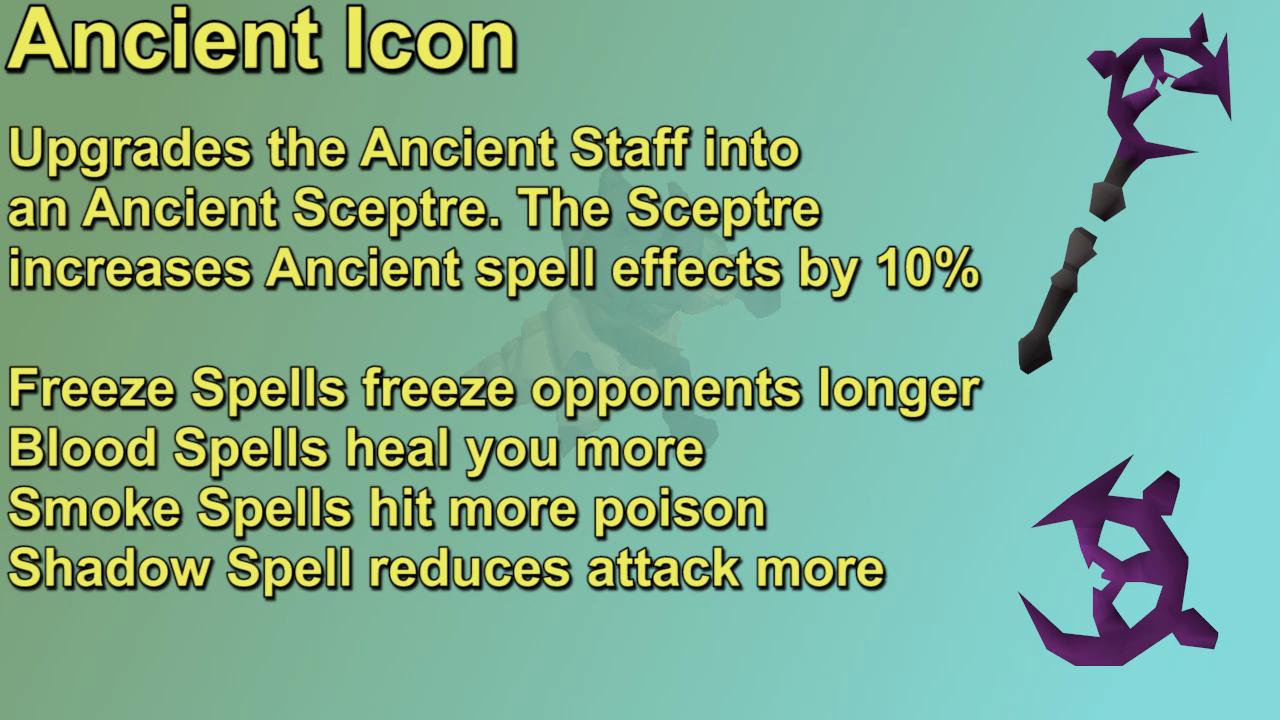 Ancient Icon
Upgrades the Ancient Staff into
an Ancient Sceptre. The Sceptre
increases Ancient spell effects by 10%
Freeze Spells freeze opponents longer
Blood Spells heal you more
Smoke Spells hit more poison
Shadow Spell reduces attack more